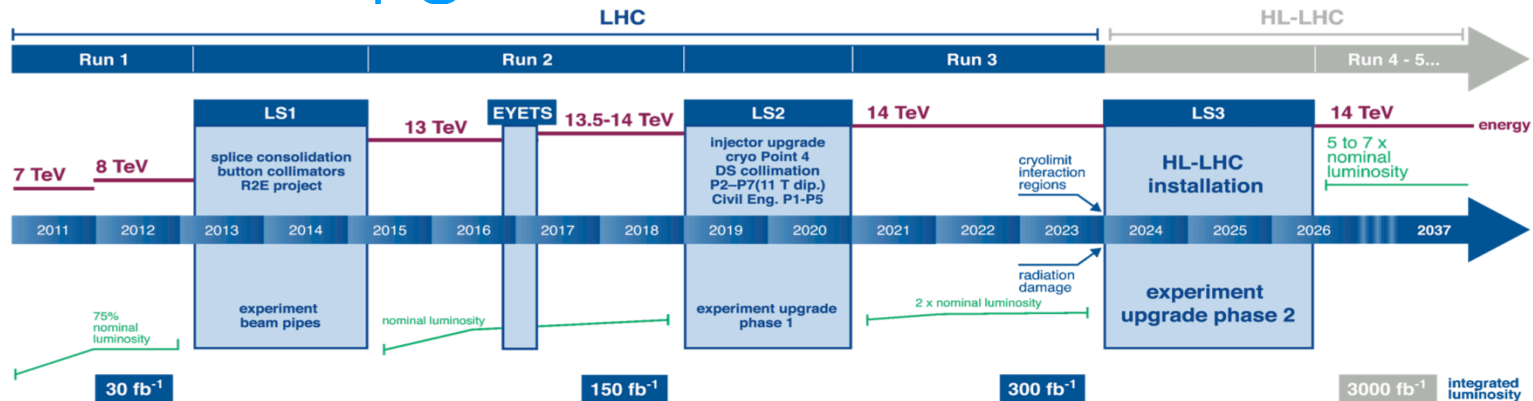 LHC
HL-LHC
Run 1
Run 2
Run 3
Run 4 - 5...
LS1
EYETS
LS2
LS3
7 TeV
8 TeV
13 TeV
13.5-14 TeV
14 TeV
14 TeV
energy
splice consolidation
button collimators
R2E project
injector upgrade
cryo Point 4
DS collimation
P2–P7(11 T dip.)
Civil Eng. P1-P5
cryolimit
interaction
regions
HL-LHC
installation
5 to 7 x
nominal
luminosity
2011 2012 2013 2014 2015 2016 2017 2018 2019 2020 2021 2022 2023 2024 2025 2026 2037
75%
nominal
luminosity
experiment
beam pipes
nominal luminosity
experiment upgrade
phase 1
2 x nominal luminosity
radiation
damage
experiment
upgrade phase 2
30 fb⁻¹
150 fb⁻¹
300 fb⁻¹
3000 fb⁻¹
integrated
luminosity